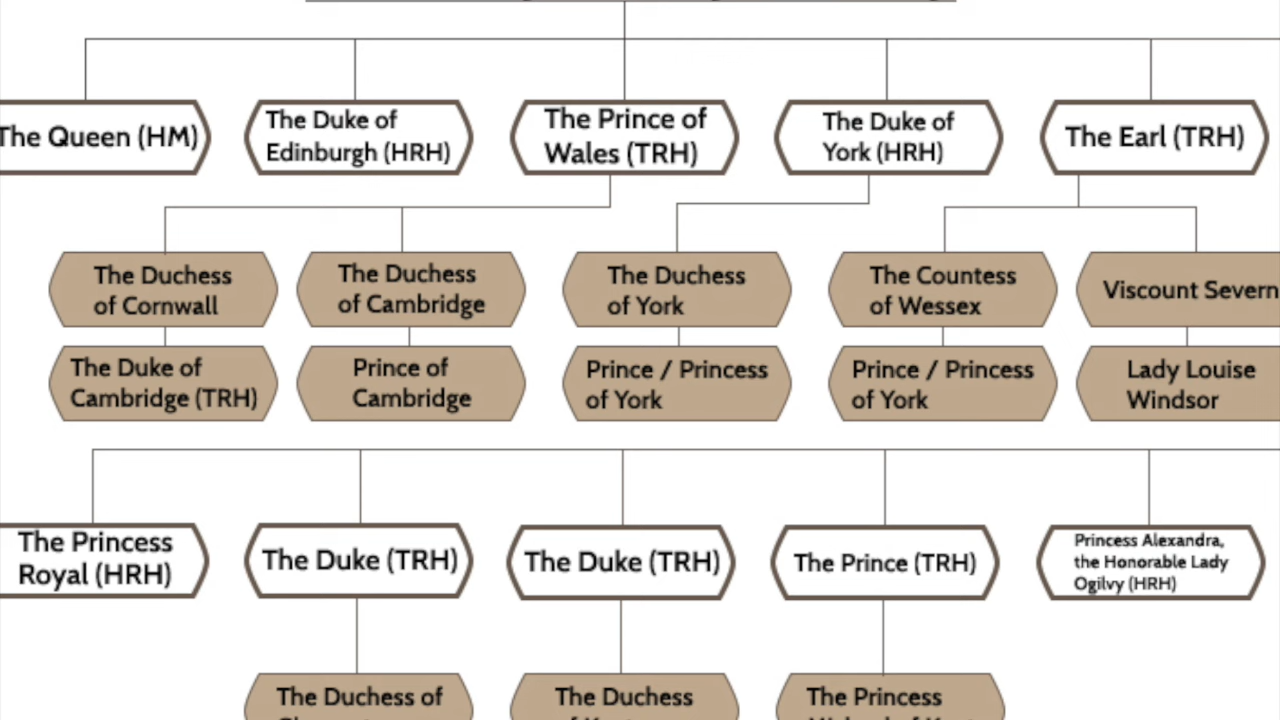 The Queen (HM)
The Duke of
Edinburgh (HRH)
The Prince of
Wales (TRH)
The Duke of
York (HRH)
The Earl (TRH)
The Duchess
of Cornwall
The Duchess
of Cambridge
The Duchess
of York
The Countess
of Wessex
Viscount Severn
The Duke of
Cambridge (TRH)
Prince of
Cambridge
Prince / Princess
of York
Prince / Princess
of York
Lady Louise
Windsor
The Princess
Royal (HRH)
The Duke (TRH)
The Duke (TRH)
The Prince (TRH)
Princess Alexandra,
the Honorable Lady
Ogilvy (HRH)
The Duchess of
The Duchess
The Princess